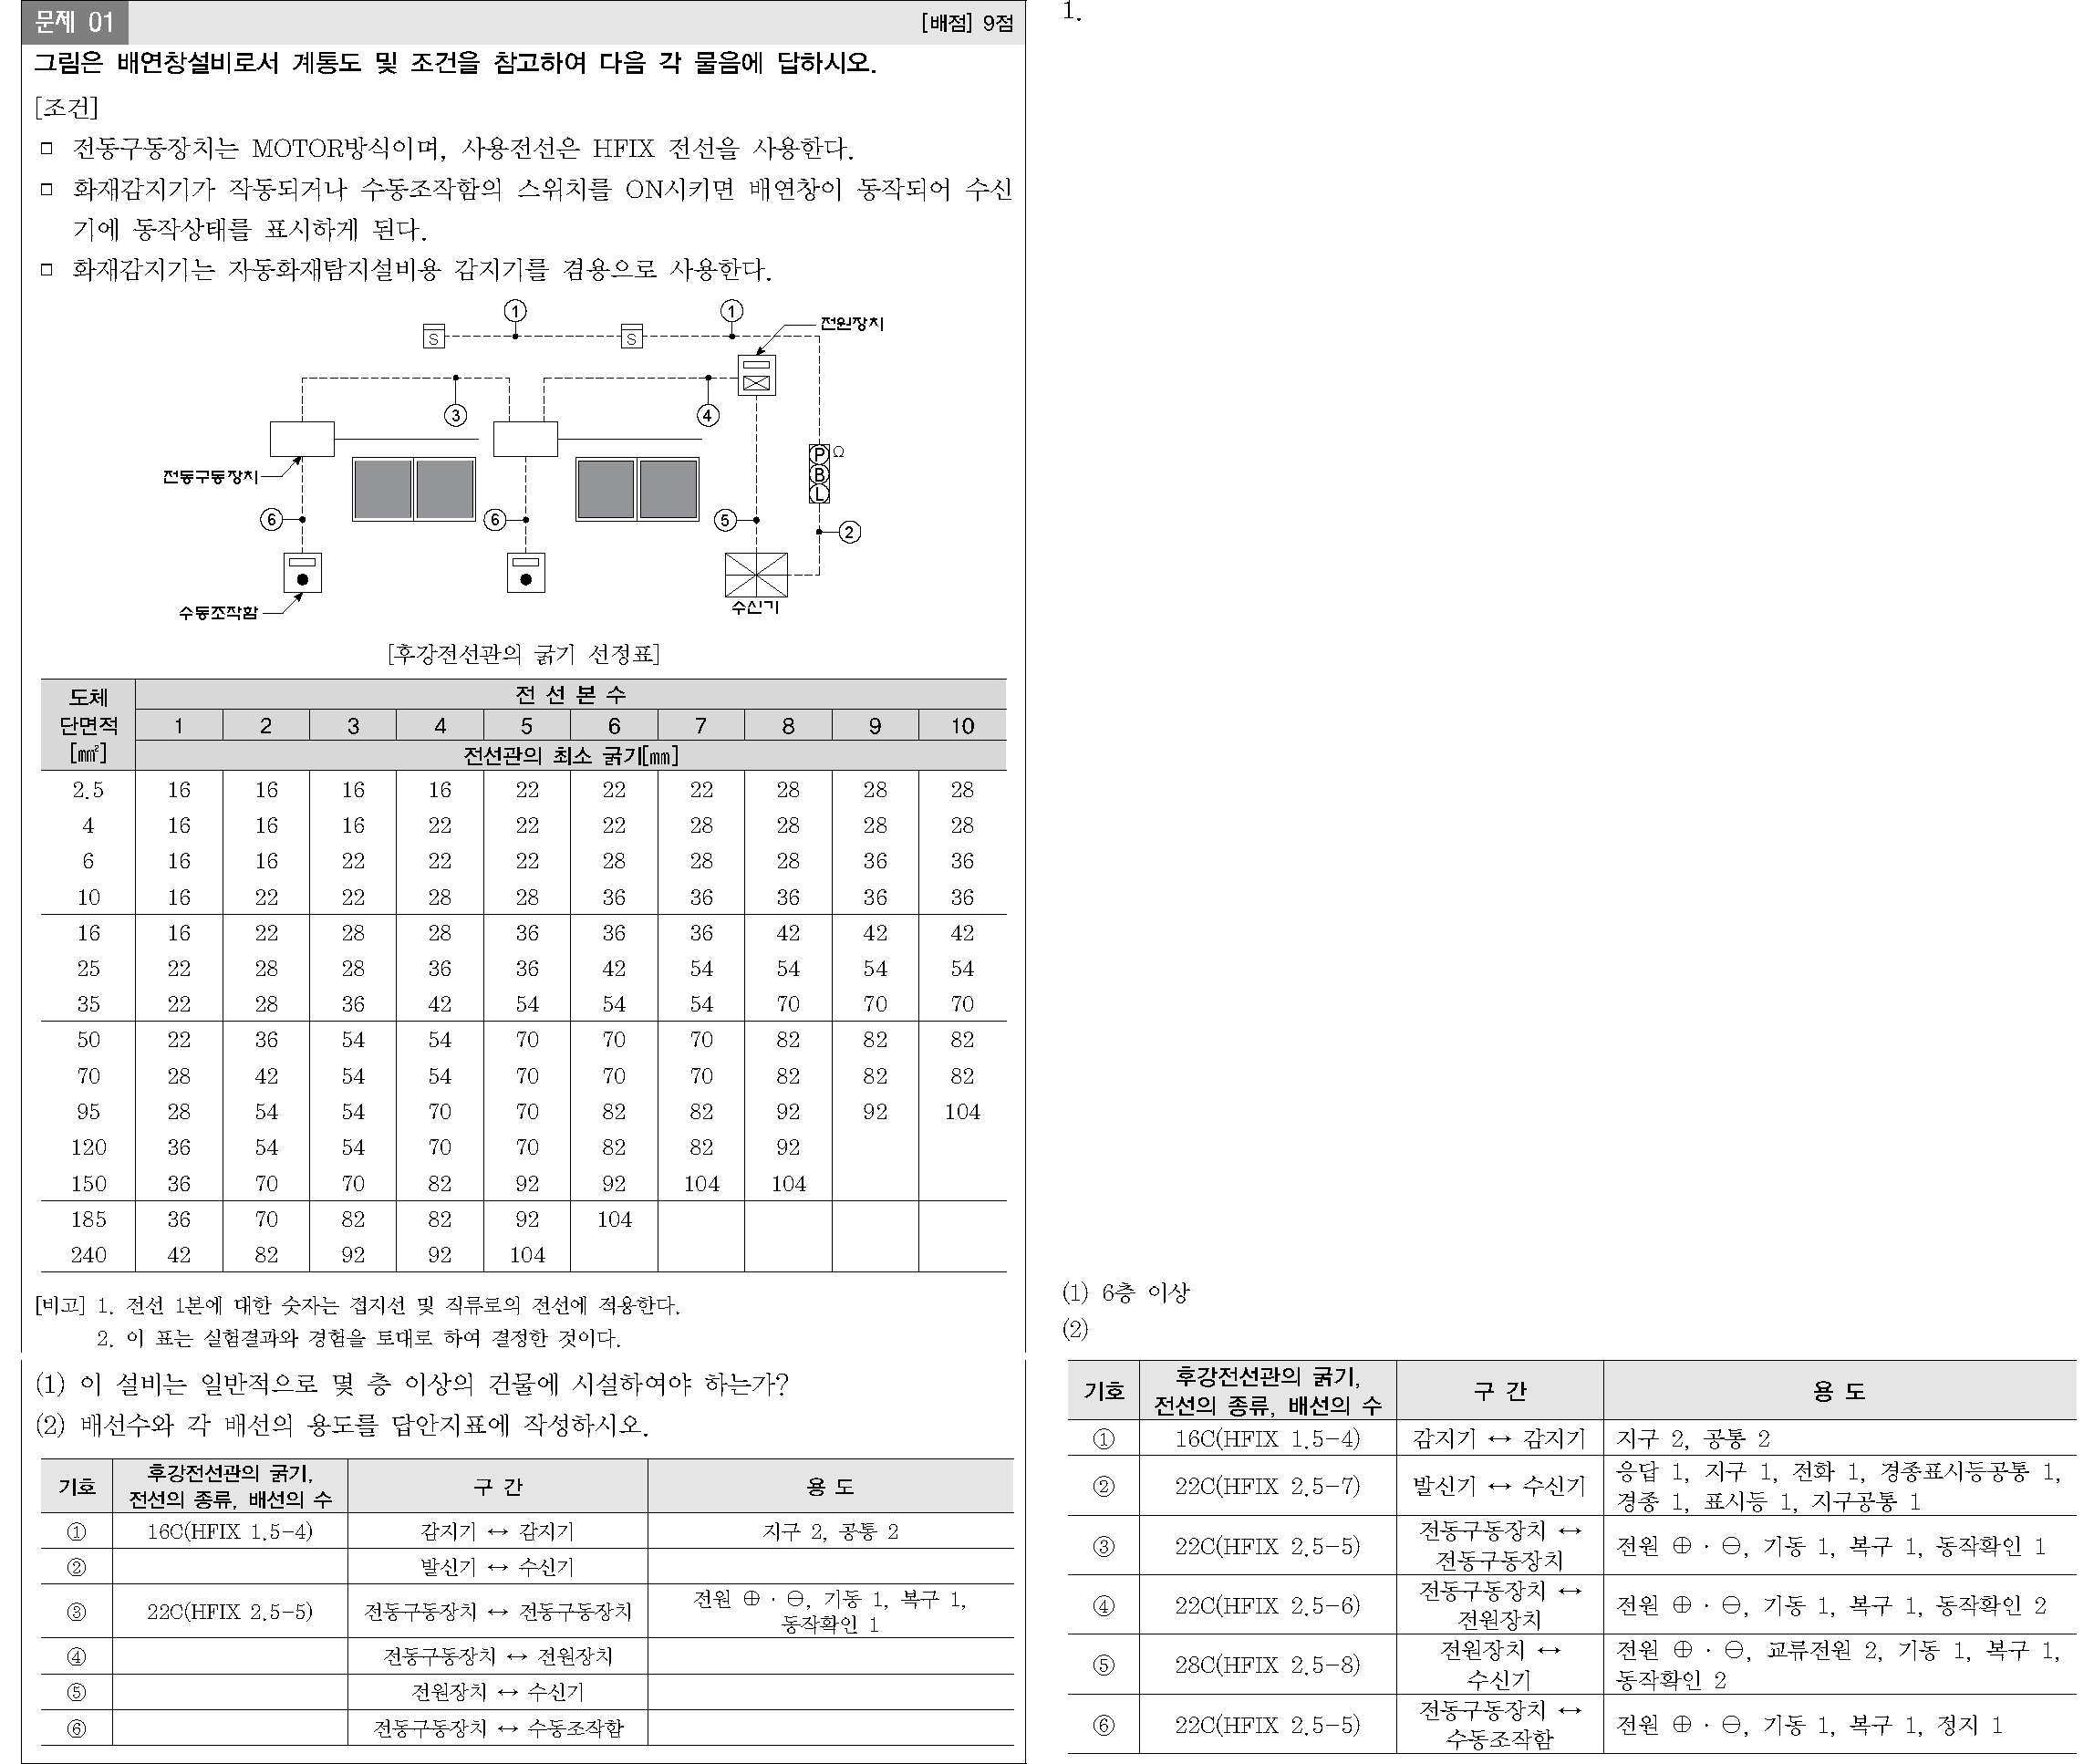 문제 01 [배점] 9점
그림은 배연창설비로서 계통도 및 조건을 참고하여 다음 각 물음에 답하시오.
[조건]
□ 전동구동장치는 MOTOR방식이며, 사용전선은 HFIX 전선을 사용한다.
□ 화재감지기가 작동되거나 수동조작함의 스위치를 ON시키면 배연창이 동작되어 수신
기에 동작상태를 표시하게 된다.
□ 화재감지기는 자동화재탐지설비용 감지기를 겸용으로 사용한다.
① ①
S S 전원장치
③ ④
P Ω
B
L
전동구동장치
⑥ ⑥ ⑤ ②
수동조작함 수신기
[후강전선관의 굵기 선정표]
도체 단면적 [㎟] 전 선 본 수
1 2 3 4 5 6 7 8 9 10
전선관의 최소 굵기[㎜]
2.5 16 16 16 16 22 22 22 28 28 28
4 16 16 16 22 22 22 28 28 28 28
6 16 16 22 22 22 28 28 28 36 36
10 16 22 22 28 28 36 36 36 36 36
16 16 22 28 28 36 36 36 42 42 42
25 22 28 28 36 36 42 54 54 54 54
35 22 28 36 42 54 54 54 70 70 70
50 22 36 54 54 70 70 70 82 82 82
70 28 42 54 54 70 70 70 82 82 82
95 28 54 54 70 70 82 82 92 92 104
120 36 54 54 70 70 82 82 92
150 36 70 70 82 92 92 104 104
185 36 70 82 82 92 104
240 42 82 92 92 104
[비고] 1. 전선 1본에 대한 숫자는 접지선 및 직류로의 전선에 적용한다.
2. 이 표는 실험결과와 경험을 토대로 하여 결정한 것이다.
(1) 이 설비는 일반적으로 몇 층 이상의 건물에 시설하여야 하는가?
(2) 배선수와 각 배선의 용도를 답안지표에 작성하시오.
기호 후강전선관의 굵기, 전선의 종류, 배선의 수 구 간 용 도
① 16C(HFIX 1.5-4) 감지기 ↔ 감지기 지구 2, 공통 2
② 발신기 ↔ 수신기
③ 22C(HFIX 2.5-5) 전동구동장치 ↔ 전동구동장치 전원 ⊕ · ⊖, 기동 1, 복구 1,
동작확인 1
④ 전동구동장치 ↔ 전원장치
⑤ 전원장치 ↔ 수신기
⑥ 전동구동장치 ↔ 수동조작함
1.
(1) 6층 이상
(2)
기호 후강전선관의 굵기, 전선의 종류, 배선의 수 구 간 용 도
① 16C(HFIX 1.5-4) 감지기 ↔ 감지기 지구 2, 공통 2
② 22C(HFIX 2.5-7) 발신기 ↔ 수신기 응답 1, 지구 1, 전화 1, 경종표시등공통 1,
경종 1, 표시등 1, 지구공통 1
③ 22C(HFIX 2.5-5) 전동구동장치 ↔ 전동구동장치 전원 ⊕ · ⊖, 기동 1, 복구 1, 동작확인 1
④ 22C(HFIX 2.5-6) 전동구동장치 ↔ 전원장치 전원 ⊕ · ⊖, 기동 1, 복구 1, 동작확인 2
⑤ 28C(HFIX 2.5-8) 전원장치 ↔ 수신기 전원 ⊕ · ⊖, 교류전원 2, 기동 1, 복구 1,
동작확인 2
⑥ 22C(HFIX 2.5-5) 전동구동장치 ↔ 수동조작함 전원 ⊕ · ⊖, 기동 1, 복구 1, 정지 1